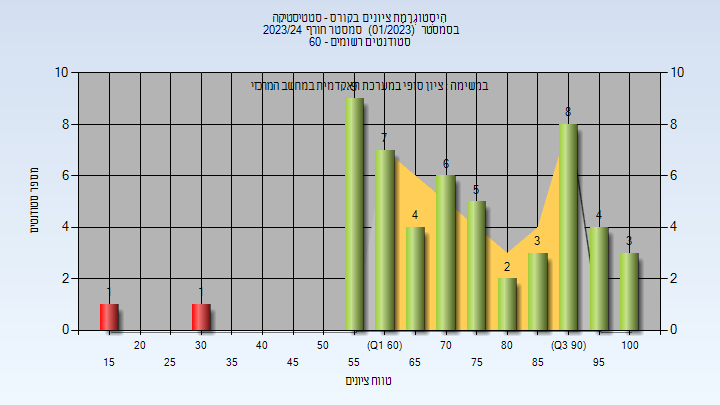 היסטוגרמת ציונים בקורס - סטטיסטיקה
בסמסטר (01/2023) סמסטר חורף 2023/24
סטודנטים רשומים - 60
במשימה : ציון סופי במערכת האקדמית במחשב המרכזי
מספר סטודנטים
10 10
8 8
6 6
4 4
2 2
0 0
1 1 9 7 4 6 5 2 3 8 4 3
20 30 40 50 (Q1 60) 70 80 (Q3 90) 100
15 25 35 45 55 65 75 85 95
טווח ציונים